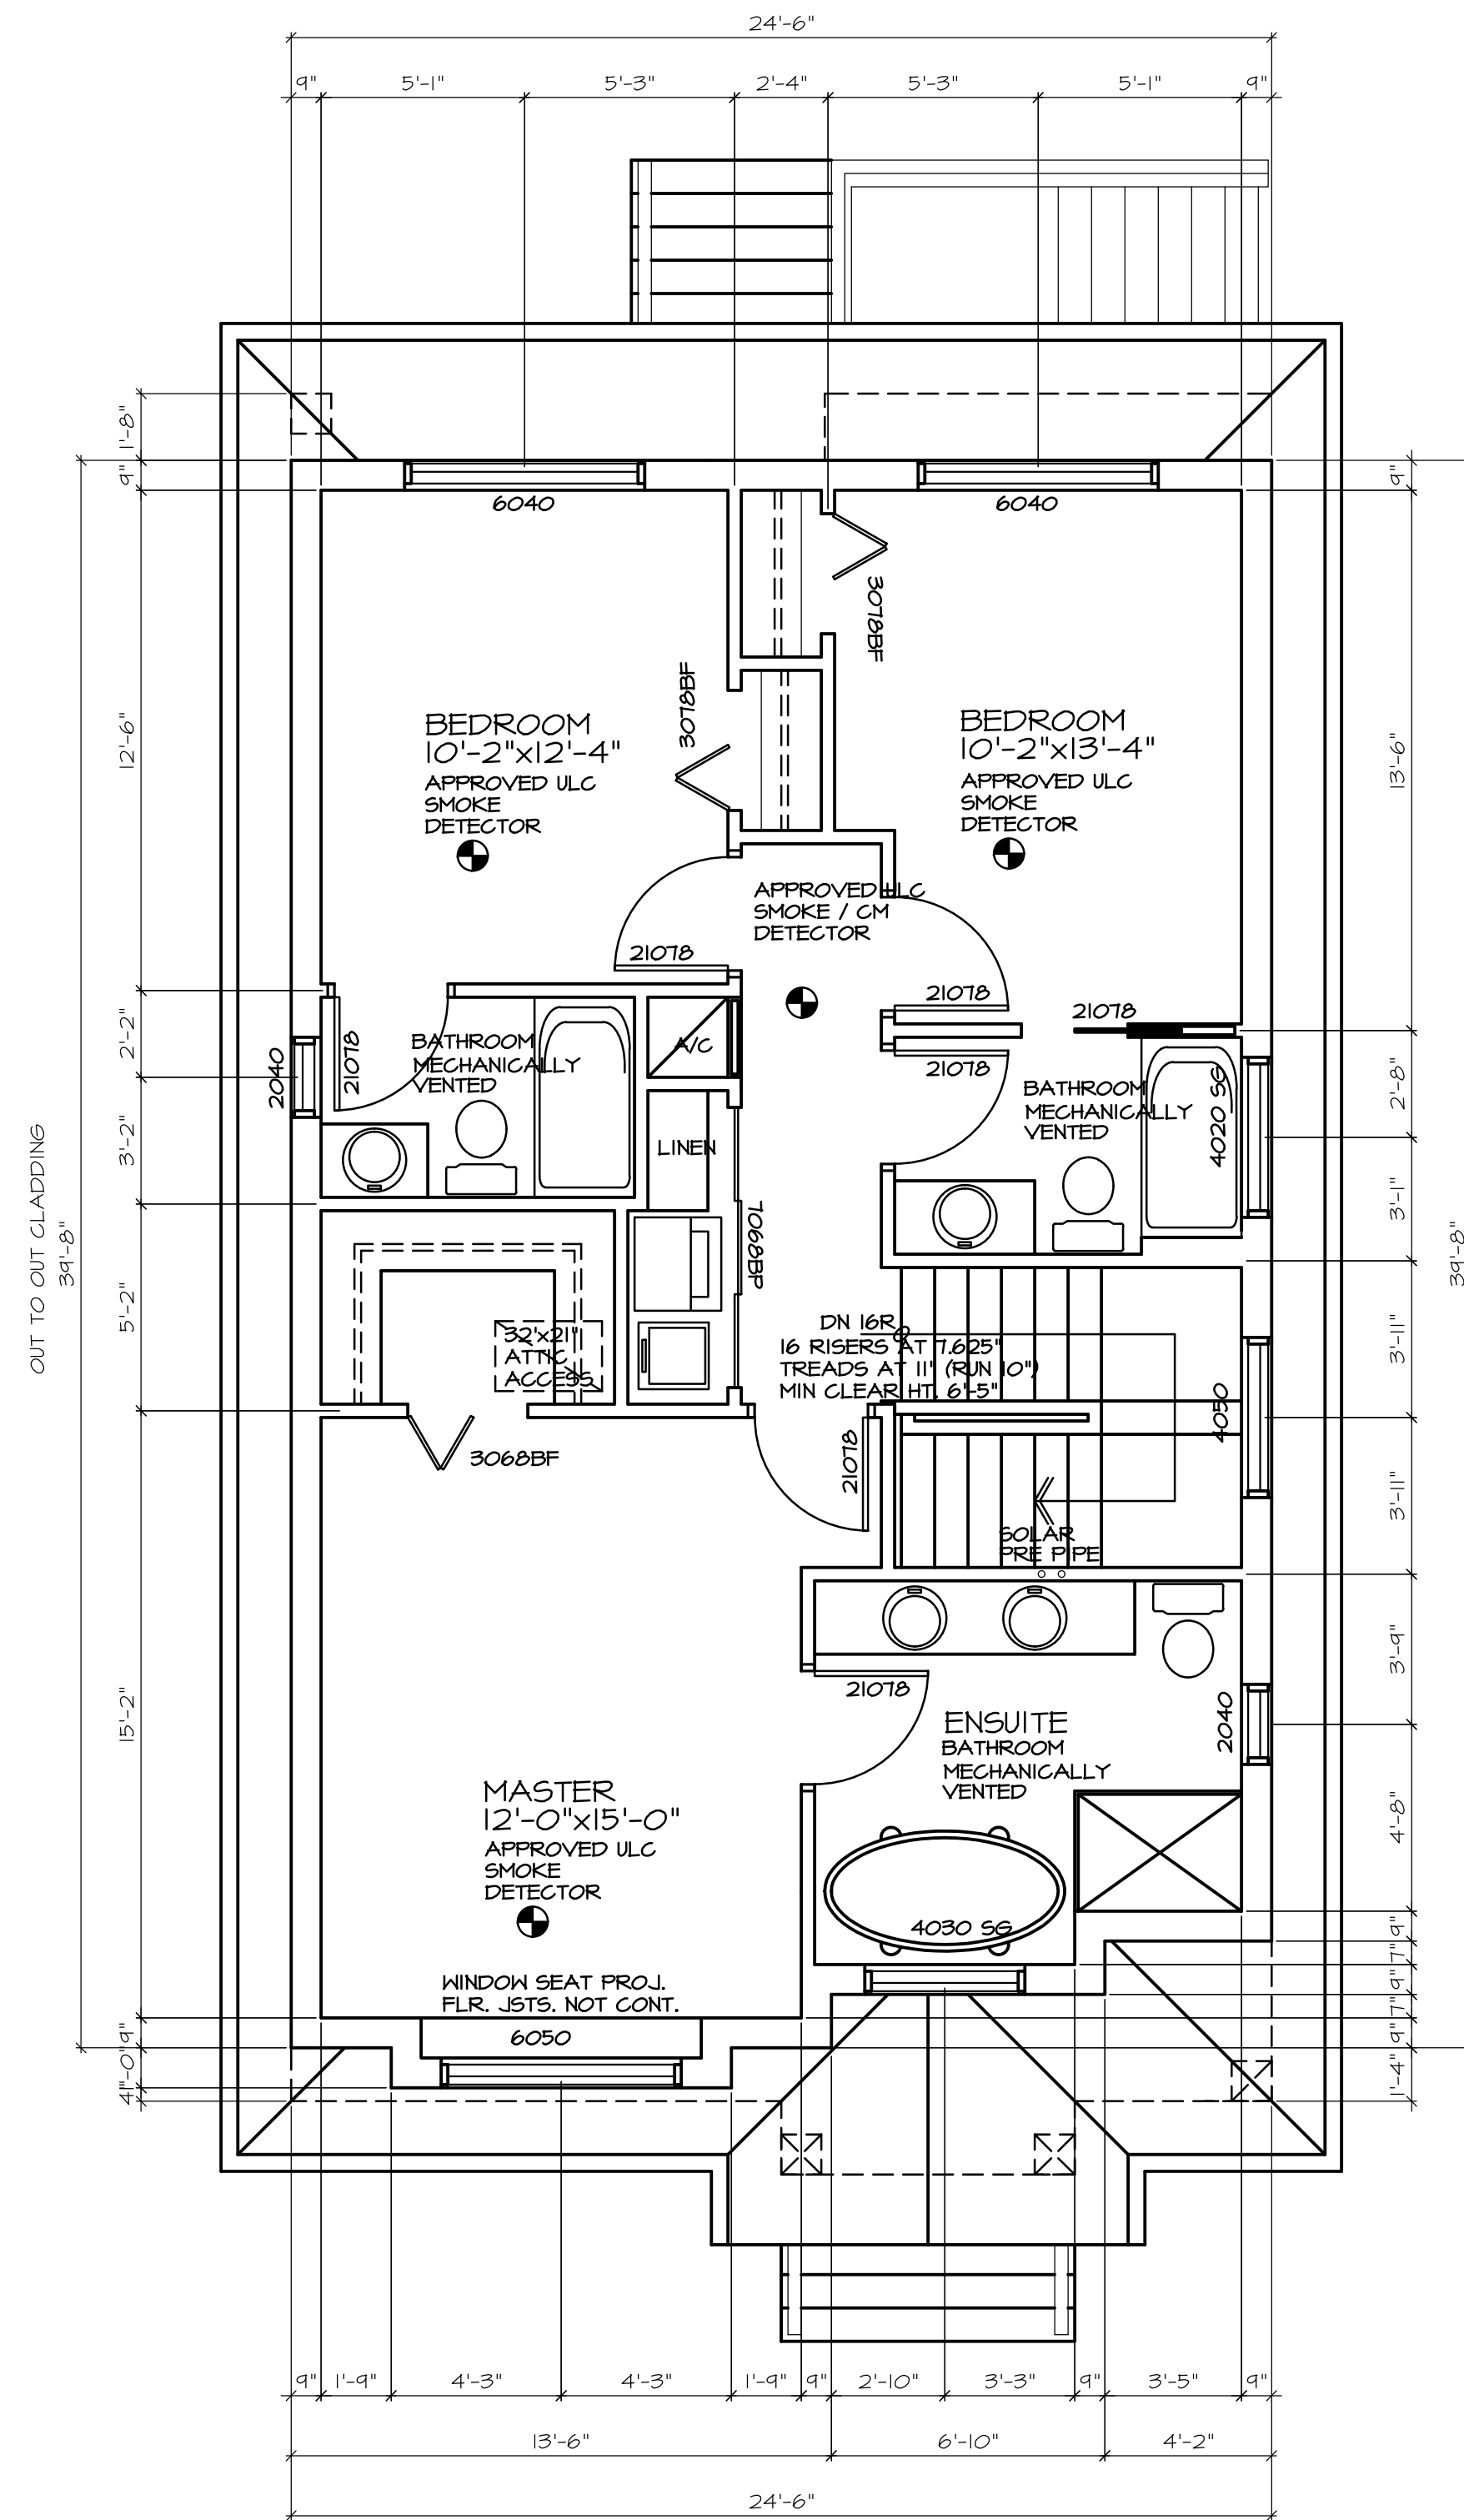 24'-6"
9" 5'-1" 5'-3" 2'-4" 5'-3" 5'-1" 9"
1'-8"
9"
9"
6040
6040
3078BF
3078BF
12'-6"
13'-6"
BEDROOM
10'-2"x12'-4"
APPROVED ULC
SMOKE
DETECTOR
BEDROOM
10'-2"x13'-4"
APPROVED ULC
SMOKE
DETECTOR
APPROVED ULC
SMOKE / CM
DETECTOR
21078
21078
21078
21078
2'-2"
2040
21078
BATHROOM
MECHANICALLY
VENTED
A/C
BATHROOM
MECHANICALLY
VENTED
4020 SG
2'-8"
3'-2"
LINEN
3'-1"
OUT TO OUT CLADDING
39'-8"
39'-8"
7068BP
5'-2"
32"x21"
ATTIC
ACCESS
DN 16R
16 RISERS AT 7.625"
TREADS AT 11" (RUN 10")
MIN CLEAR HT. 6'-5"
3'-11"
4050
3068BF
21078
3'-11"
SOLAR
PRE PIPE
15'-2"
21078
ENSUITE
BATHROOM
MECHANICALLY
VENTED
2040
3'-9"
MASTER
12'-0"x15'-0"
APPROVED ULC
SMOKE
DETECTOR
4'-8"
4030 SG
9"
7"
9"
7"
9"
1'-4"
WINDOW SEAT PROJ.
FLR. JSTS. NOT CONT.
6050
9"
9" 1'-9" 4'-3" 4'-3" 1'-9" 9" 2'-10" 3'-3" 9" 3'-5" 9"
13'-6" 6'-10" 4'-2"
24'-6"